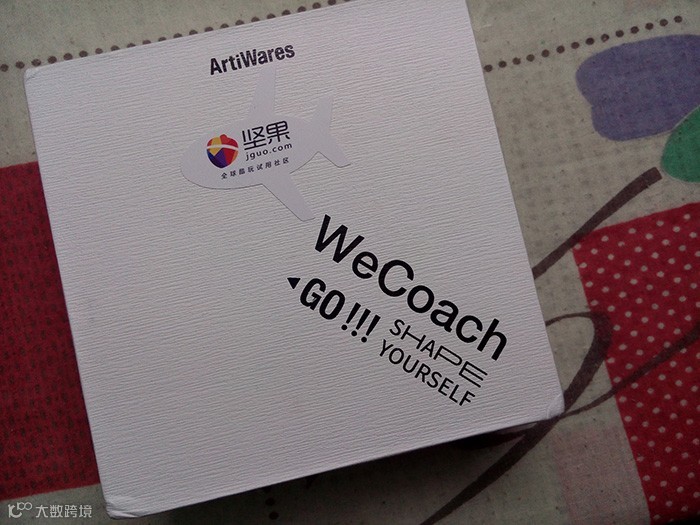 ArtiWares
坚果
jguo.com
全球酷玩试用社区
WeCoach
GO!!!
SHAPE
YOURSELF
大数跨境